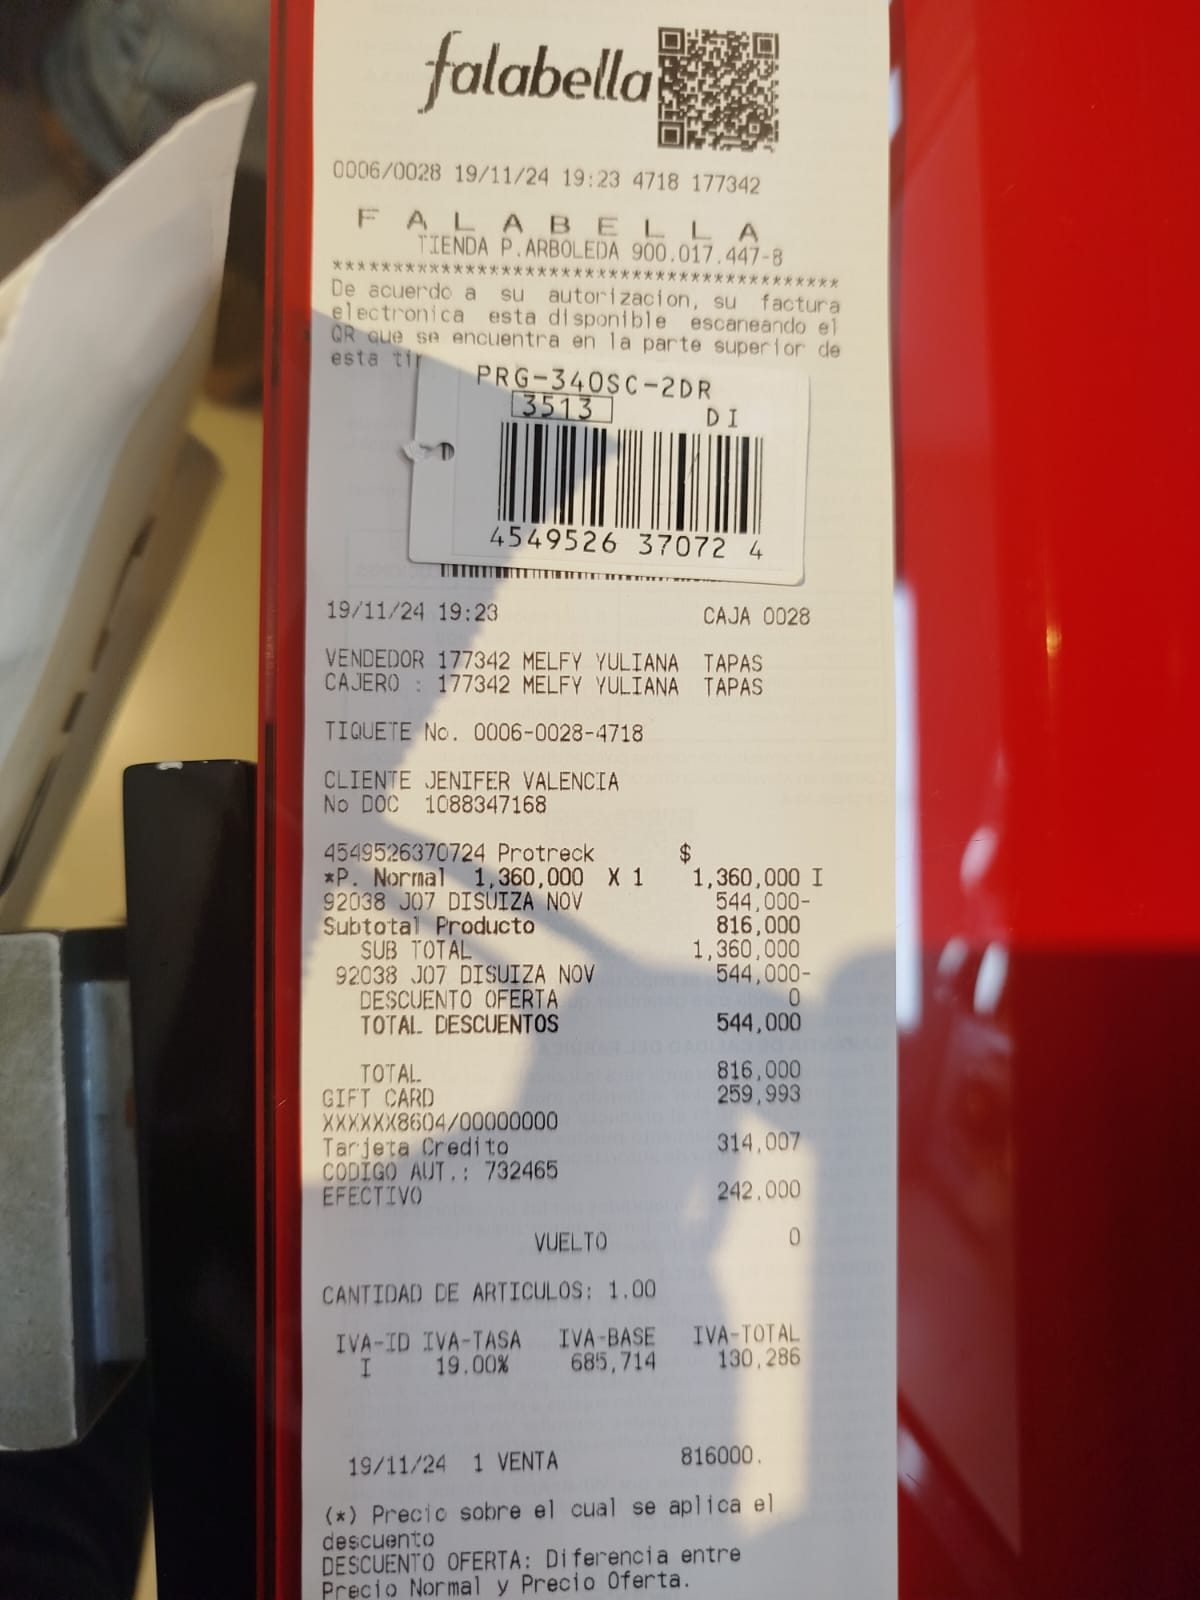 falabella
0006/0028 19/11/24 19:23 4718 177342
F A L A B E L L A
TIENDA P.ARBOLEDA 900.017.447-8
******************************************
De acuerdo a su autorizacion, su factura
electronica esta disponible escaneando el
QR que se encuentra en la parte superior de
esta
PRG-340SC-2DR
3513
DI
4549526 37072 4
19/11/24 19:23 CAJA 0028
VENDEDOR 177342 MELFY YULIANA TAPAS
CAJERO : 177342 MELFY YULIANA TAPAS
TIQUETE No. 0006-0028-4718
CLIENTE JENIFER VALENCIA
No DOC 1088347168
4549526370724 Protreck $
*P. Normal 1,360,000 X 1 1,360,000 I
92038 J07 DISUIZA NOV 544,000-
Subtotal Producto 816,000
SUB TOTAL 1,360,000
92038 J07 DISUIZA NOV 544,000-
DESCUENTO OFERTA 0
TOTAL DESCUENTOS 544,000
TOTAL 816,000
GIFT CARD 259,993
XXXXXX8604/00000000
Tarjeta Credito 314,007
CODIGO AUT.: 732465
EFECTIVO 242,000
VUELTO 0
CANTIDAD DE ARTICULOS: 1.00
IVA-ID IVA-TASA IVA-BASE IVA-TOTAL
I 19.00% 685,714 130,286
19/11/24 1 VENTA 816000.
(*) Precio sobre el cual se aplica el
descuento
DESCUENTO OFERTA: Diferencia entre
Precio Normal y Precio Oferta.